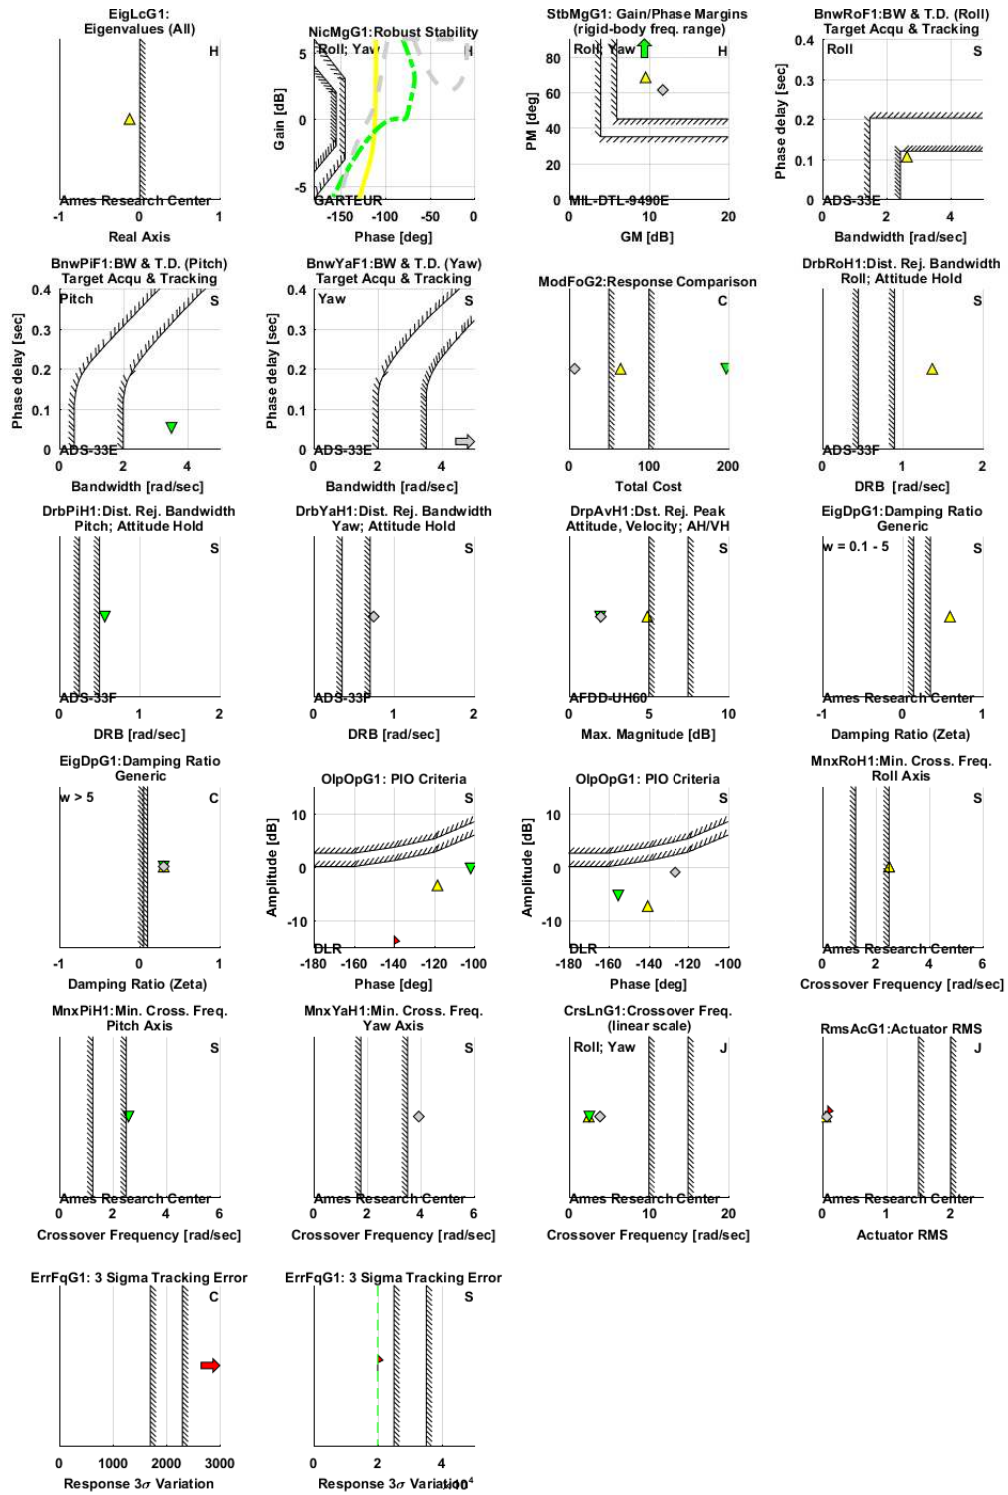 EigLcG1:
Eigenvalues (All)
H
Ames Research Center
-1 0 1
Real Axis
NicMgG1:Robust Stability
Roll; Yaw H
5
-5
Gain [dB]
GARTEUR
-150 -100 -50 0
Phase [deg]
StbMgG1: Gain/Phase Margins
(rigid-body freq. range)
Roll; Yaw H
80
60
40
20
0
PM [deg]
MIL-DTL-9490E
0 10 20
GM [dB]
BnwRoF1:BW & T.D. (Roll)
Target Acqu & Tracking
Roll S
0.4
0.3
0.2
0.1
0
Phase delay [sec]
ADS-33E
0 2 4
Bandwidth [rad/sec]
BnwPiF1:BW & T.D. (Pitch)
Target Acqu & Tracking
Pitch S
0.4
0.3
0.2
0.1
0
Phase delay [sec]
ADS-33E
0 2 4
Bandwidth [rad/sec]
BnwYaF1:BW & T.D. (Yaw)
Target Acqu & Tracking
Yaw S
0.4
0.3
0.2
0.1
0
Phase delay [sec]
ADS-33E
0 2 4
Bandwidth [rad/sec]
ModFoG2:Response Comparison
C
0 100 200
Total Cost
DrbRoH1:Dist. Rej. Bandwidth
Roll; Attitude Hold
S
ADS-33F
0 1 2
DRB [rad/sec]
DrbPiH1:Dist. Rej. Bandwidth
Pitch; Attitude Hold
S
ADS-33F
0 1 2
DRB [rad/sec]
DrbYaH1:Dist. Rej. Bandwidth
Yaw; Attitude Hold
S
ADS-33F
0 1 2
DRB [rad/sec]
DrpAvH1:Dst. Rej. Peak
Attitude, Velocity; AH/VH
S
AFDD-UH60
0 5 10
Max. Magnitude [dB]
EigDpG1:Damping Ratio
Generic
w = 0.1 - 5 S
Ames Research Center
-1 0 1
Damping Ratio (Zeta)
EigDpG1:Damping Ratio
Generic
w > 5 C
-1 0 1
Damping Ratio (Zeta)
OlpOpG1: PIO Criteria
S
10
0
-10
Amplitude [dB]
DLR
-180 -160 -140 -120 -100
Phase [deg]
OlpOpG1: PIO Criteria
S
10
0
-10
Amplitude [dB]
DLR
-180 -160 -140 -120 -100
Phase [deg]
MnxRoH1:Min. Cross. Freq.
Roll Axis
S
Ames Research Center
0 2 4 6
Crossover Frequency [rad/sec]
MnxPiH1:Min. Cross. Freq.
Pitch Axis
S
Ames Research Center
0 2 4 6
Crossover Frequency [rad/sec]
MnxYaH1:Min. Cross. Freq.
Yaw Axis
S
Ames Research Center
0 2 4 6
Crossover Frequency [rad/sec]
CrsLnG1:Crossover Freq.
(linear scale)
Roll; Yaw J
Ames Research Center
0 10 20
Crossover Frequency [rad/sec]
RmsAcG1:Actuator RMS
J
Ames Research Center
0 1 2
Actuator RMS
ErrFqG1: 3 Sigma Tracking Error
C
0 1000 2000 3000
Response 3σ Variation
ErrFqG1: 3 Sigma Tracking Error
S
0 2 4
Response 3σ Variation ×10⁴